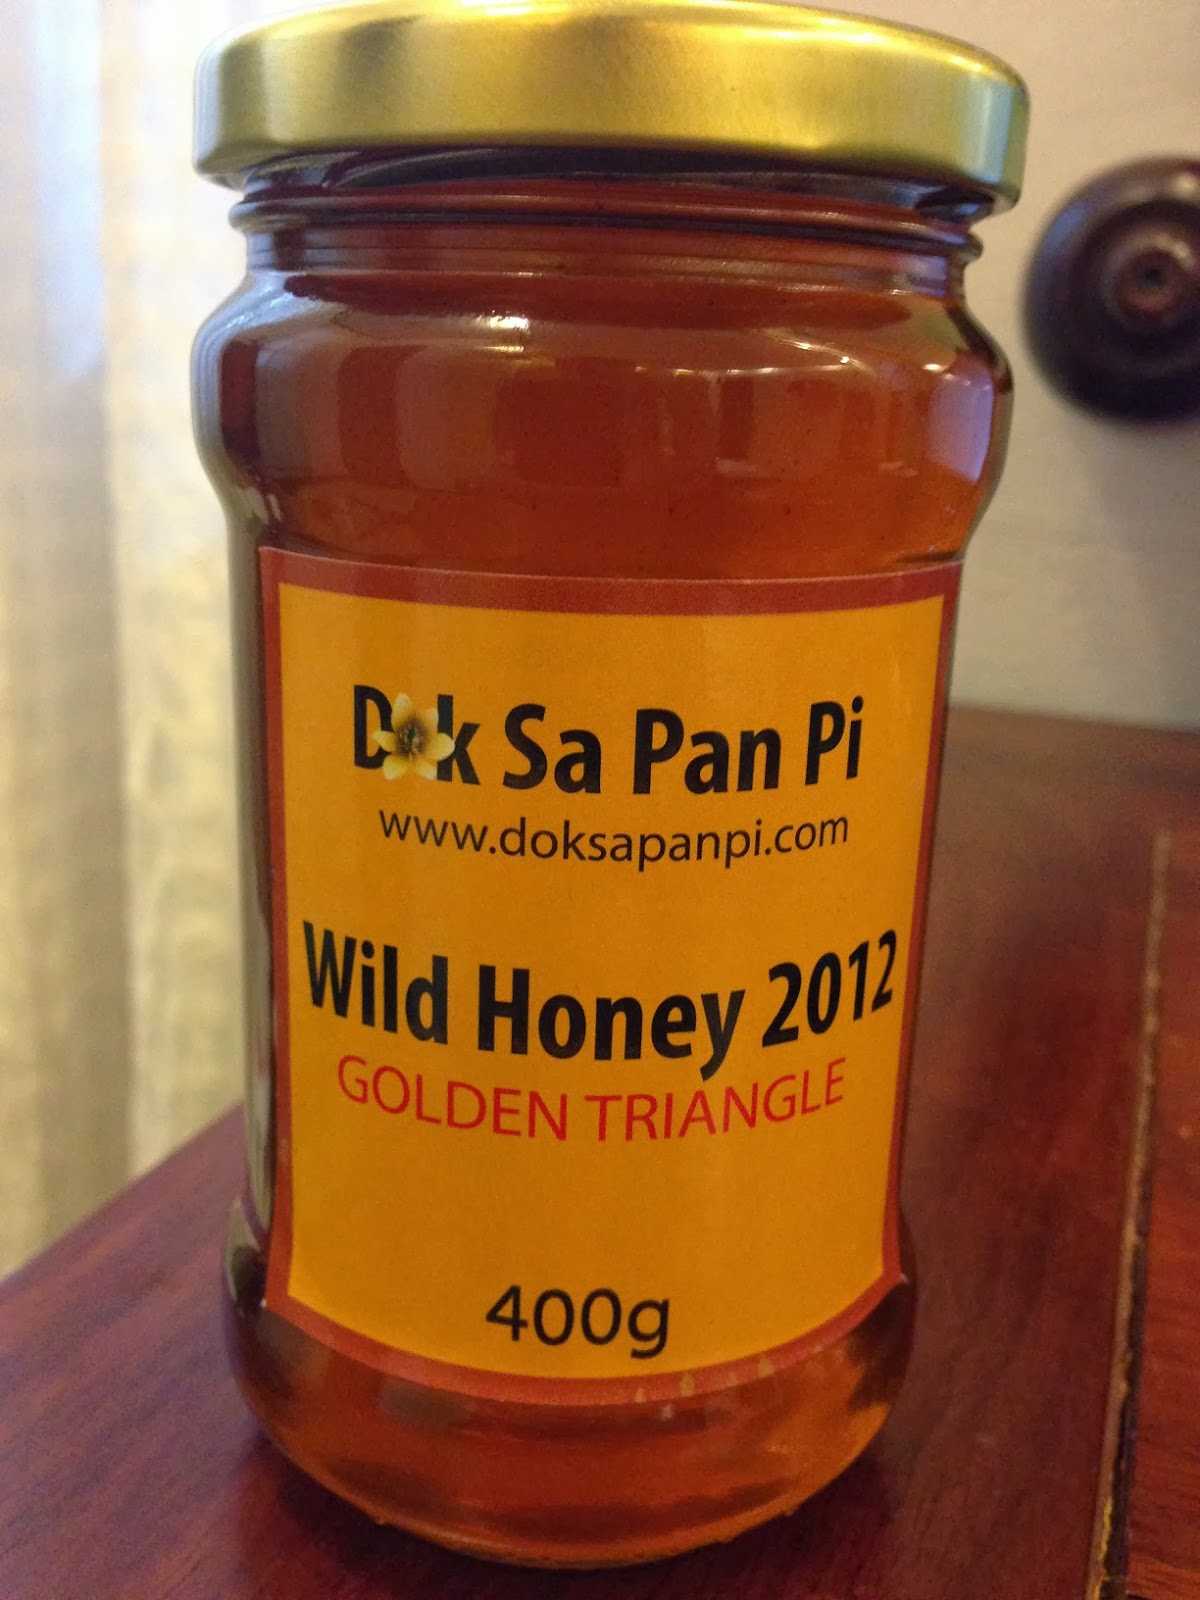 Dok Sa Pan Pi
www.doksapanpi.com
Wild Honey 2012
GOLDEN TRIANGLE
400g